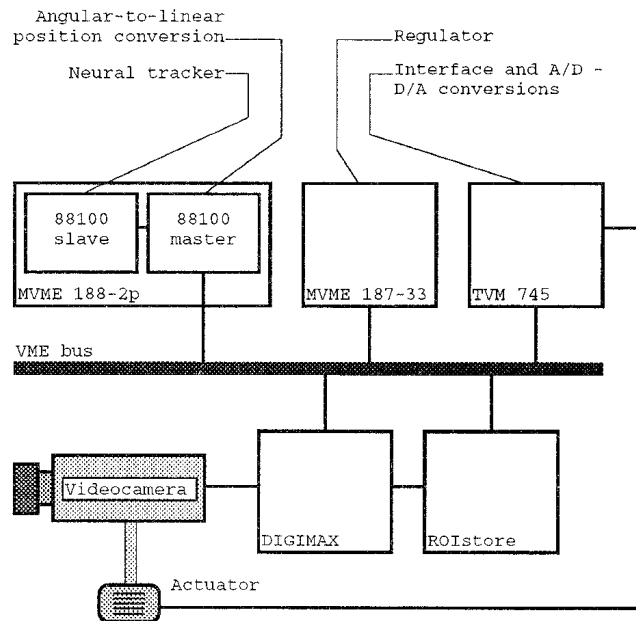 Angular-to-linear
position conversion
Neural tracker
Regulator
Interface and A/D -
D/A conversions
88100
slave
88100
master
MVME 188-2p
MVME 187-33
TVM 745
VME bus
Videocamera
DIGIMAX
ROIstore
Actuator